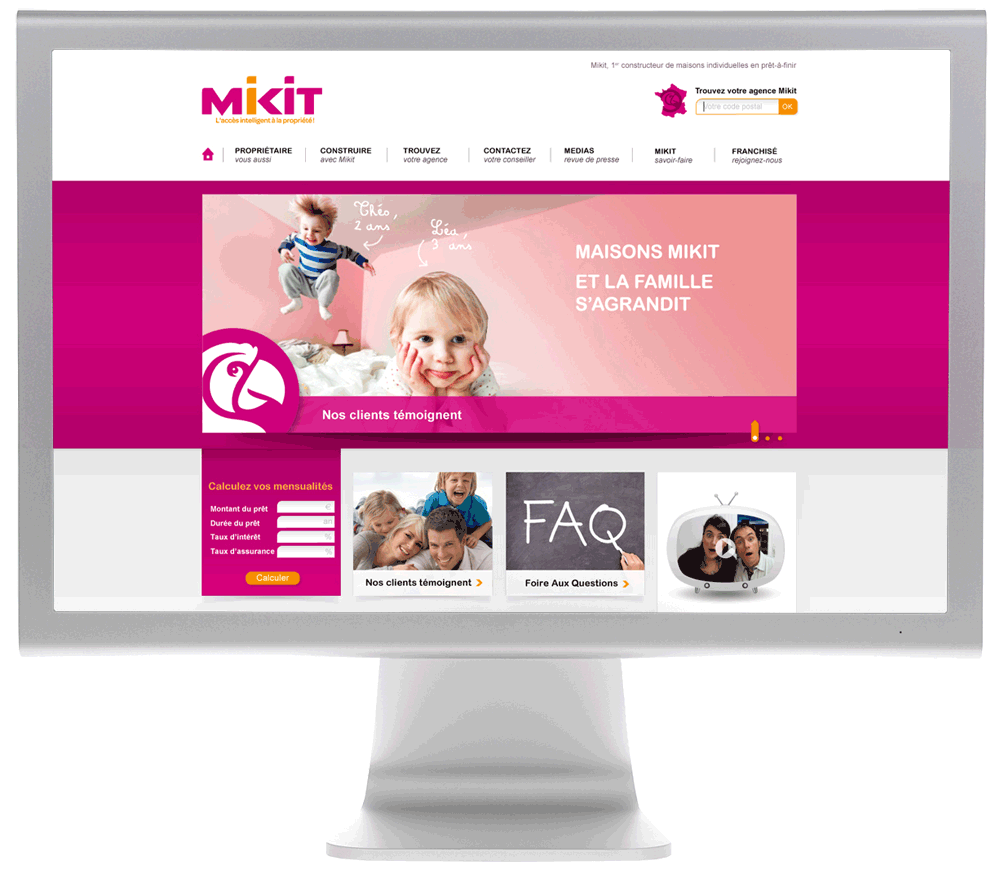 Mikit, 1er constructeur de maisons individuelles en prêt-à-finir
MiKiT
L'accès intelligent à la propriété !
Trouvez votre agence Mikit
Votre code postal
OK
PROPRIÉTAIRE
vous aussi
CONSTRUIRE
avec Mikit
TROUVEZ
votre agence
CONTACTEZ
votre conseiller
MEDIAS
revue de presse
MIKIT
savoir-faire
FRANCHISÉ
rejoignez-nous
Théo,
2 ans
Léa,
3 ans
MAISONS MIKIT
ET LA FAMILLE
S'AGRANDIT
Nos clients témoignent
Calculez vos mensualités
Montant du prêt €
Durée du prêt an
Taux d'intérêt %
Taux d'assurance %
Calculer
Nos clients témoignent
FAQ
Foire Aux Questions